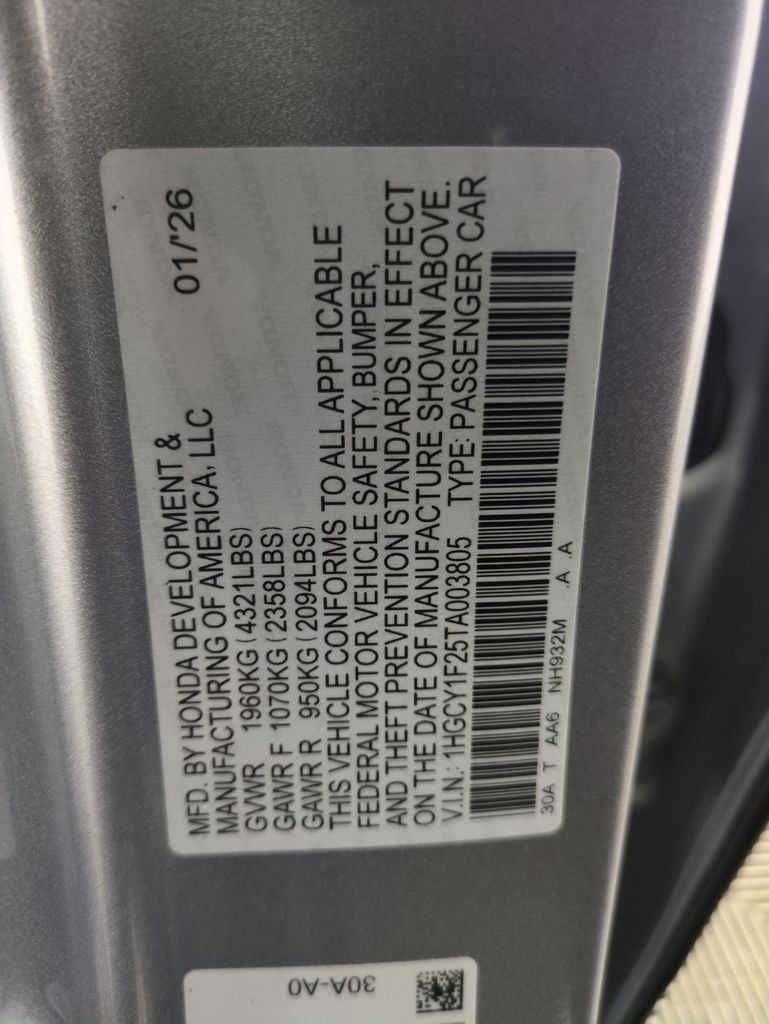 MFD. BY HONDA DEVELOPMENT &
MANUFACTURING OF AMERICA, LLC 01/'26
GVWR 1960KG (4321LBS)
GAWR F 1070KG (2358LBS)
GAWR R 950KG (2094LBS)
THIS VEHICLE CONFORMS TO ALL APPLICABLE
FEDERAL MOTOR VEHICLE SAFETY, BUMPER,
AND THEFT PREVENTION STANDARDS IN EFFECT
ON THE DATE OF MANUFACTURE SHOWN ABOVE.
V.I.N.: 1HGCY1F25TA003805 TYPE: PASSENGER CAR
30A T AA6 NH932M .A .A
30A-A0